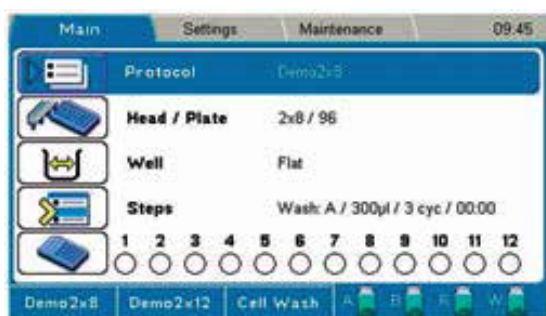 Main Settings Maintenance 09:45
Protocol Demo2x8
Head / Plate 2x8 / 96
Well Flat
Steps Wash: A / 300µl / 3 cyc / 00:00
1 2 3 4 5 6 7 8 9 10 11 12
Demo2x8 Demo2x12 Cell Wash A B R W